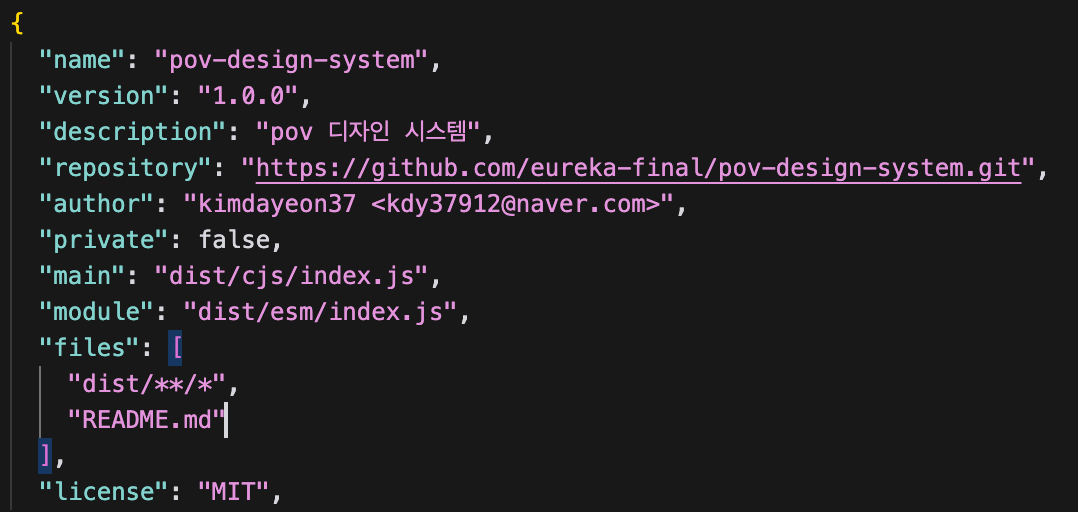 {
"name": "pov-design-system",
"version": "1.0.0",
"description": "pov 디자인 시스템",
"repository": "https://github.com/eureka-final/pov-design-system.git",
"author": "kimdayeon37 <kdy37912@naver.com>",
"private": false,
"main": "dist/cjs/index.js",
"module": "dist/esm/index.js",
"files": [
"dist/**/*",
"README.md"
],
"license": "MIT",